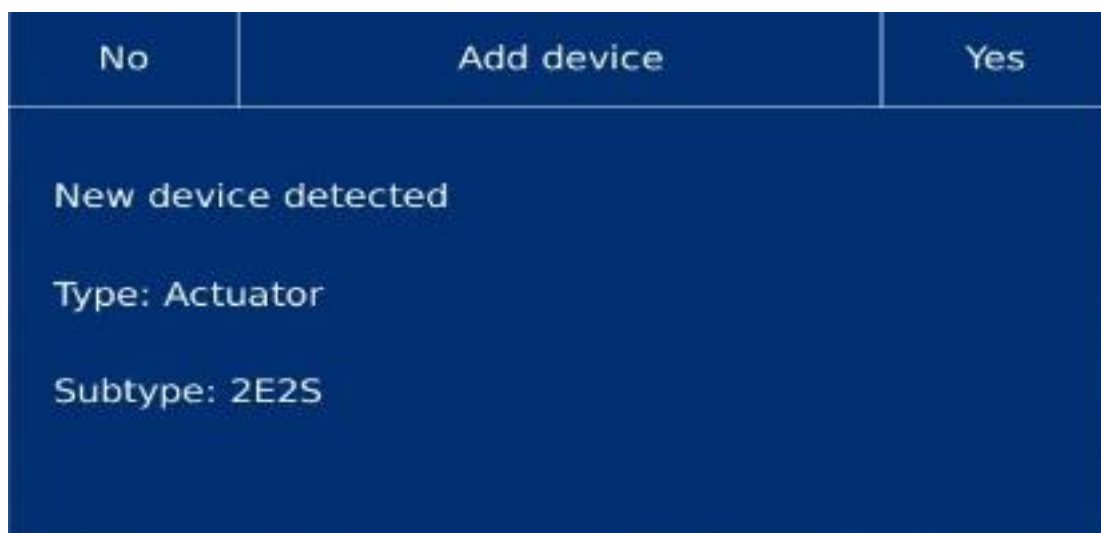 No Add device Yes
New device detected
Type: Actuator
Subtype: 2E2S